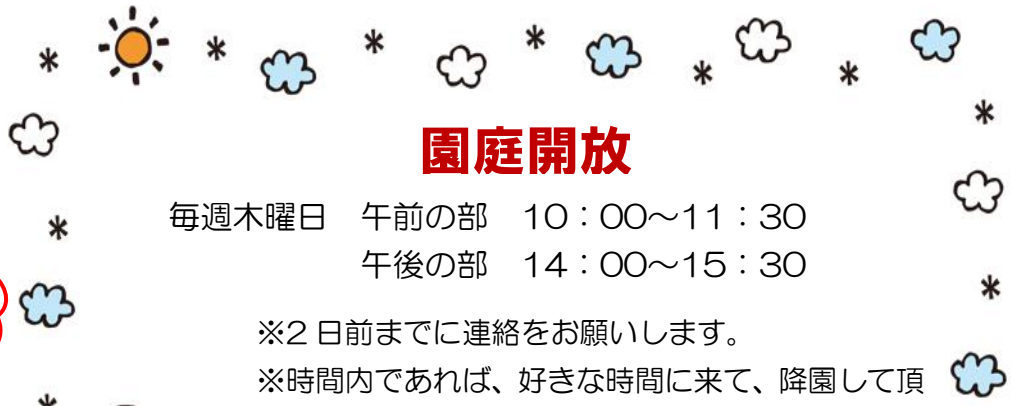 園庭開放
毎週木曜日　午前の部　10：00～11：30
午後の部　14：00～15：30
※2日前までに連絡をお願いします。
※時間内であれば、好きな時間に来て、降園して頂